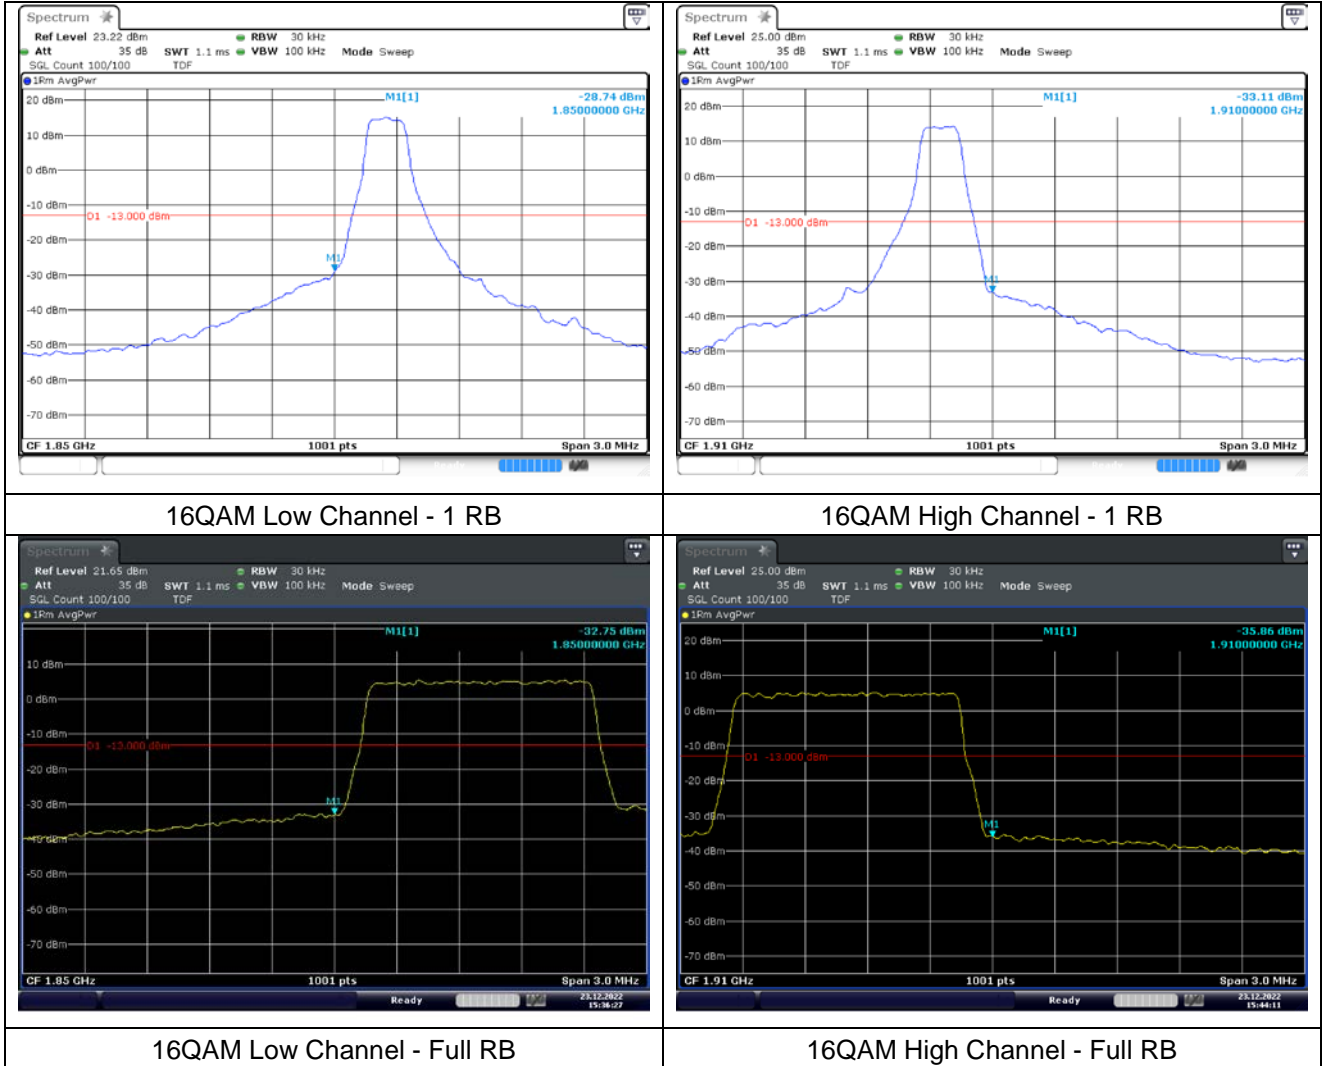 Spectrum
Ref Level 23.22 dBm RBW 30 kHz
Att 35 dB SWT 1.1 ms VBW 100 kHz Mode Sweep
SGL Count 100/100 TDF
1Rm AvgPwr
M1[1] -28.74 dBm
1.85000000 GHz
20 dBm
10 dBm
0 dBm
-10 dBm
D1 -13.000 dBm
-20 dBm
M1
-30 dBm
-40 dBm
-50 dBm
-60 dBm
-70 dBm
CF 1.85 GHz 1001 pts Span 3.0 MHz
Ready
16QAM Low Channel - 1 RB
Spectrum
Ref Level 25.00 dBm RBW 30 kHz
Att 35 dB SWT 1.1 ms VBW 100 kHz Mode Sweep
SGL Count 100/100 TDF
1Rm AvgPwr
M1[1] -33.11 dBm
1.91000000 GHz
20 dBm
10 dBm
0 dBm
-10 dBm
D1 -13.000 dBm
-20 dBm
-30 dBm
M1
-40 dBm
-50 dBm
-60 dBm
-70 dBm
CF 1.91 GHz 1001 pts Span 3.0 MHz
Ready
16QAM High Channel - 1 RB
Spectrum
Ref Level 21.65 dBm RBW 30 kHz
Att 35 dB SWT 1.1 ms VBW 100 kHz Mode Sweep
SGL Count 100/100 TDF
1Rm AvgPwr
M1[1] -32.75 dBm
1.85000000 GHz
10 dBm
0 dBm
-10 dBm
D1 -13.000 dBm
-20 dBm
-30 dBm
M1
-40 dBm
-50 dBm
-60 dBm
-70 dBm
CF 1.85 GHz 1001 pts Span 3.0 MHz
Ready 23.12.2022
15:36:27
16QAM Low Channel - Full RB
Spectrum
Ref Level 25.00 dBm RBW 30 kHz
Att 35 dB SWT 1.1 ms VBW 100 kHz Mode Sweep
SGL Count 100/100 TDF
1Rm AvgPwr
M1[1] -35.86 dBm
1.91000000 GHz
20 dBm
10 dBm
0 dBm
-10 dBm
D1 -13.000 dBm
-20 dBm
-30 dBm
M1
-40 dBm
-50 dBm
-60 dBm
-70 dBm
CF 1.91 GHz 1001 pts Span 3.0 MHz
Ready 23.12.2022
15:44:11
16QAM High Channel - Full RB